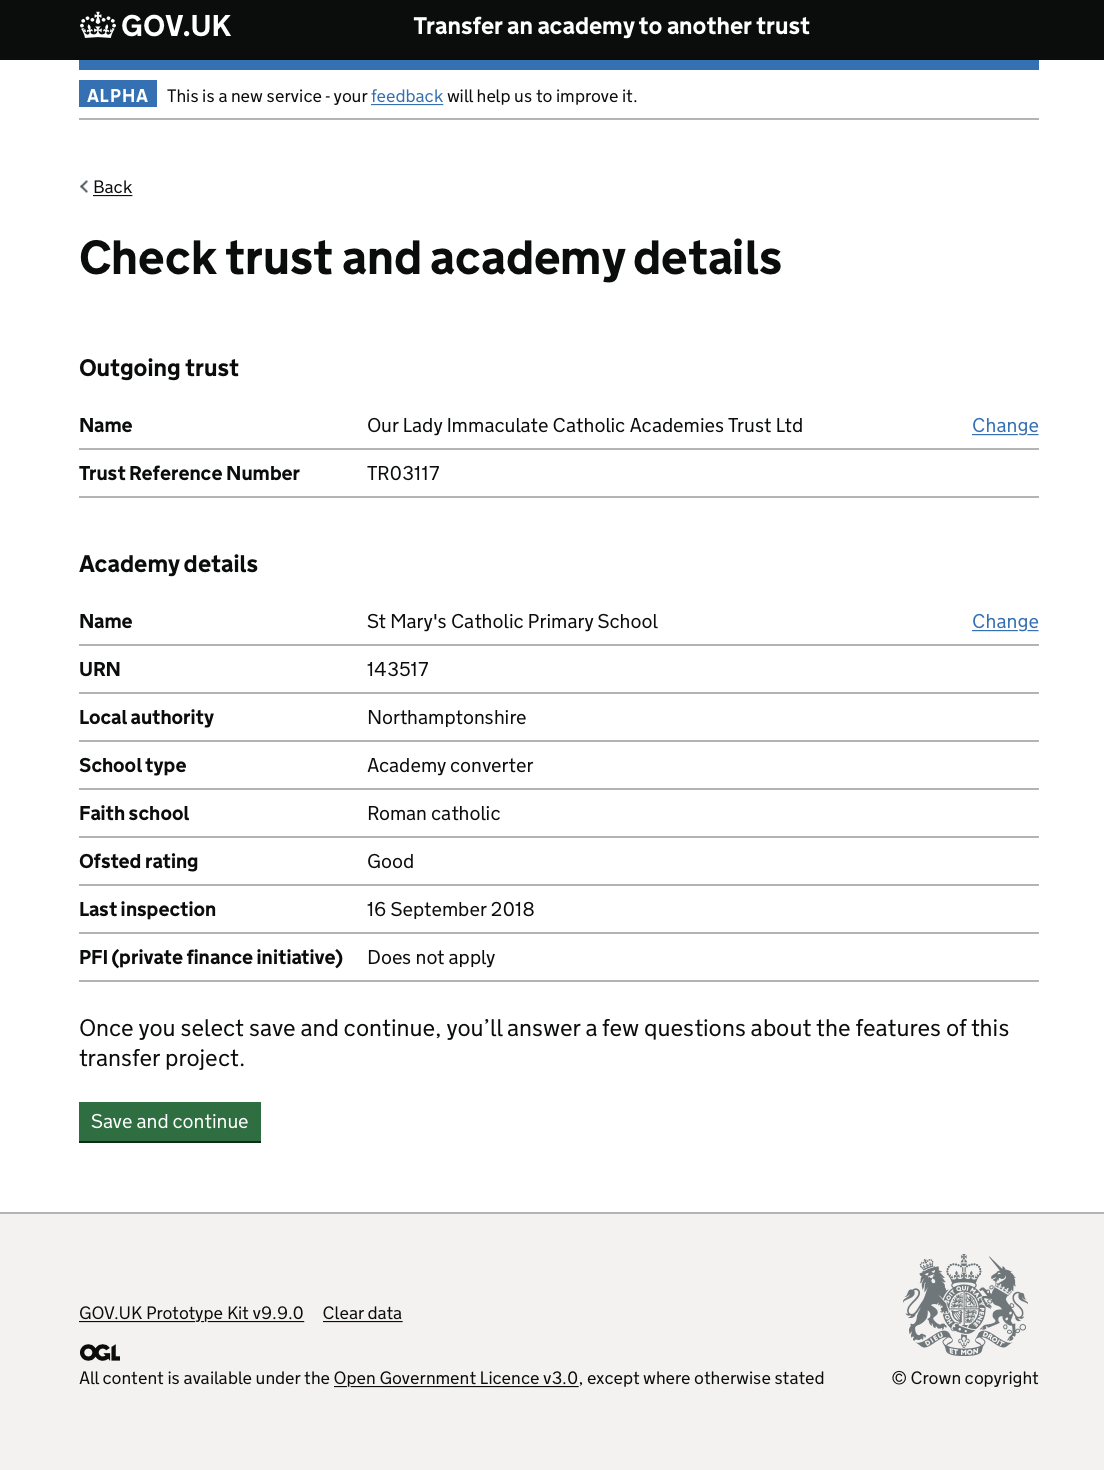 GOV.UK
Transfer an academy to another trust
ALPHA This is a new service - your feedback will help us to improve it.
Back
Check trust and academy details
Outgoing trust
Name Our Lady Immaculate Catholic Academies Trust Ltd Change
Trust Reference Number TR03117
Academy details
Name St Mary's Catholic Primary School Change
URN 143517
Local authority Northamptonshire
School type Academy converter
Faith school Roman catholic
Ofsted rating Good
Last inspection 16 September 2018
PFI (private finance initiative) Does not apply
Once you select save and continue, you’ll answer a few questions about the features of this
transfer project.
Save and continue
GOV.UK Prototype Kit v9.9.0 Clear data
OGL
All content is available under the Open Government Licence v3.0, except where otherwise stated
DIEU ET MON DROIT
© Crown copyright